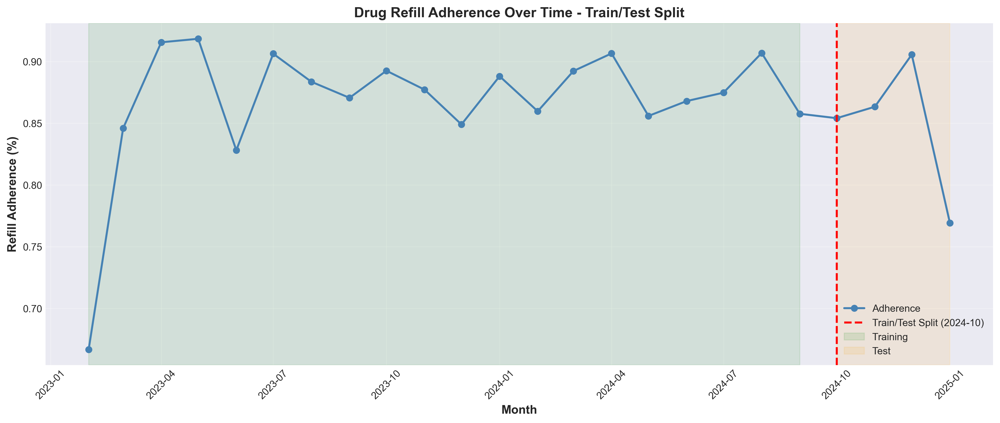 Drug Refill Adherence Over Time - Train/Test Split
Refill Adherence (%)
0.90
0.85
0.80
0.75
0.70
Adherence
Train/Test Split (2024-10)
Training
Test
2023-01
2023-04
2023-07
2023-10
2024-01
2024-04
2024-07
2024-10
2025-01
Month